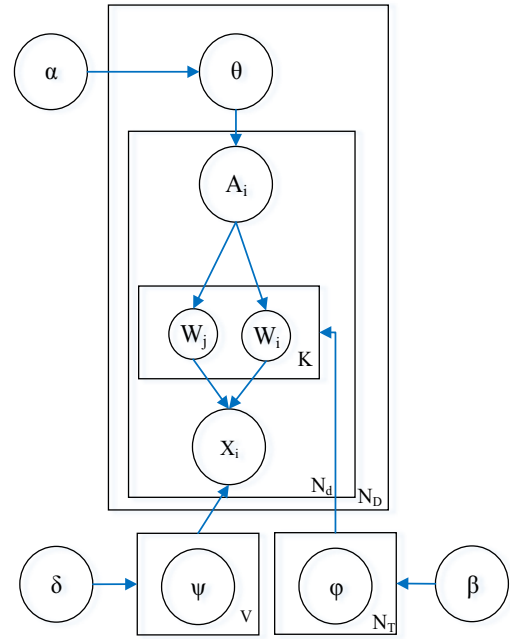 α θ
A_i
W_j W_i
K
X_i
N_d N_D
δ ψ V φ N_T β